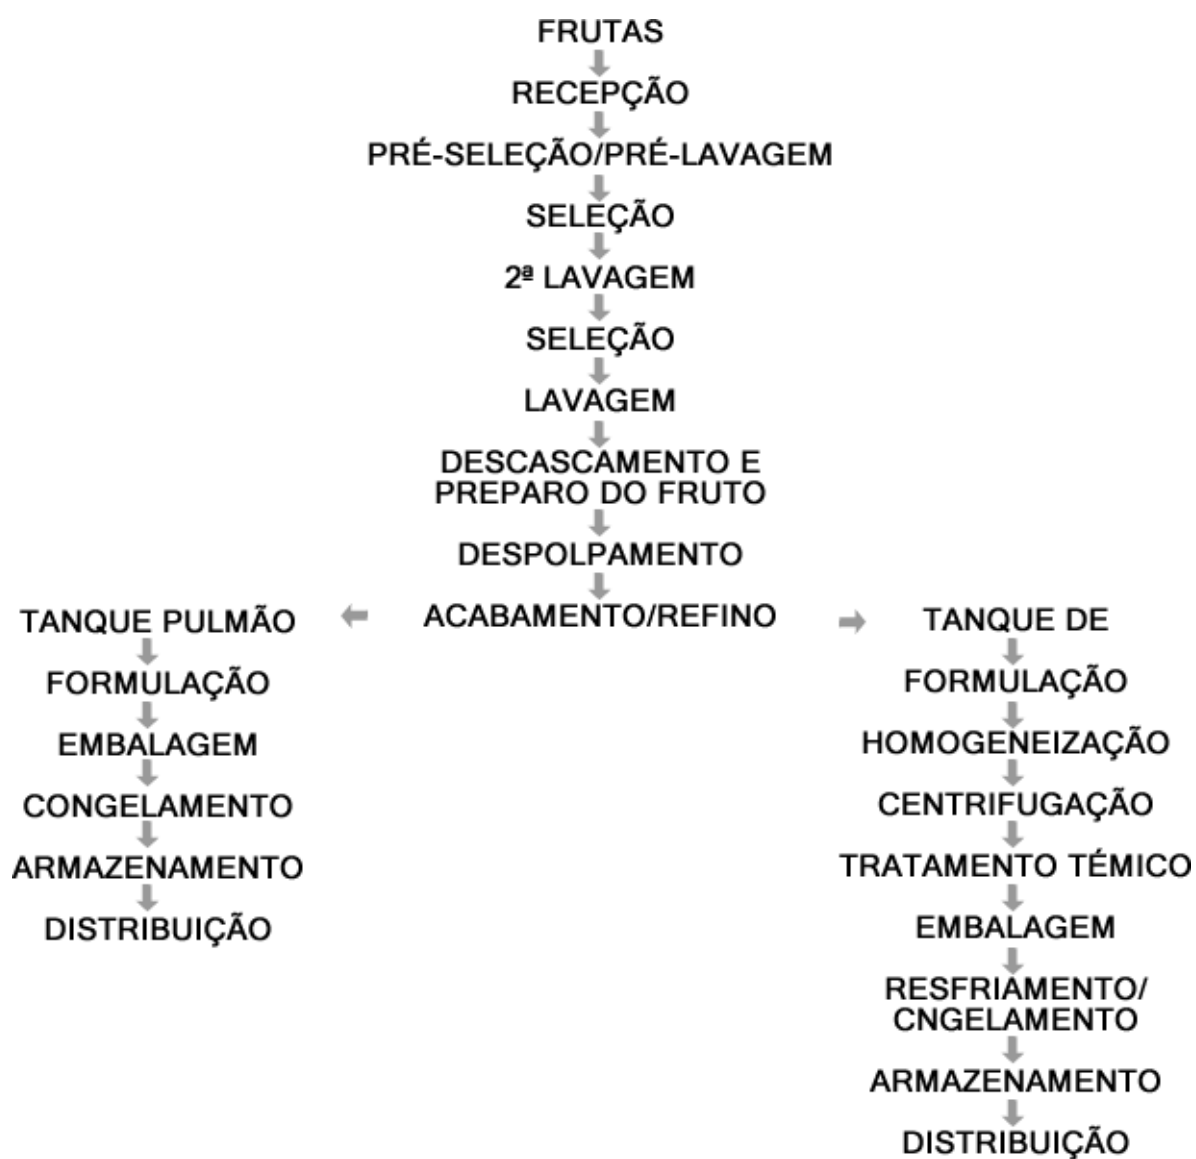 FRUTAS
RECEPÇÃO
PRÉ-SELEÇÃO/PRÉ-LAVAGEM
SELEÇÃO
2ª LAVAGEM
SELEÇÃO
LAVAGEM
DESCASCAMENTO E
PREPARO DO FRUTO
DESPOLPAMENTO
ACABAMENTO/REFINO
TANQUE PULMÃO
FORMULAÇÃO
EMBALAGEM
CONGELAMENTO
ARMAZENAMENTO
DISTRIBUIÇÃO
TANQUE DE
FORMULAÇÃO
HOMOGENEIZAÇÃO
CENTRIFUGAÇÃO
TRATAMENTO TÉMICO
EMBALAGEM
RESFRIAMENTO/
CNGELAMENTO
ARMAZENAMENTO
DISTRIBUIÇÃO